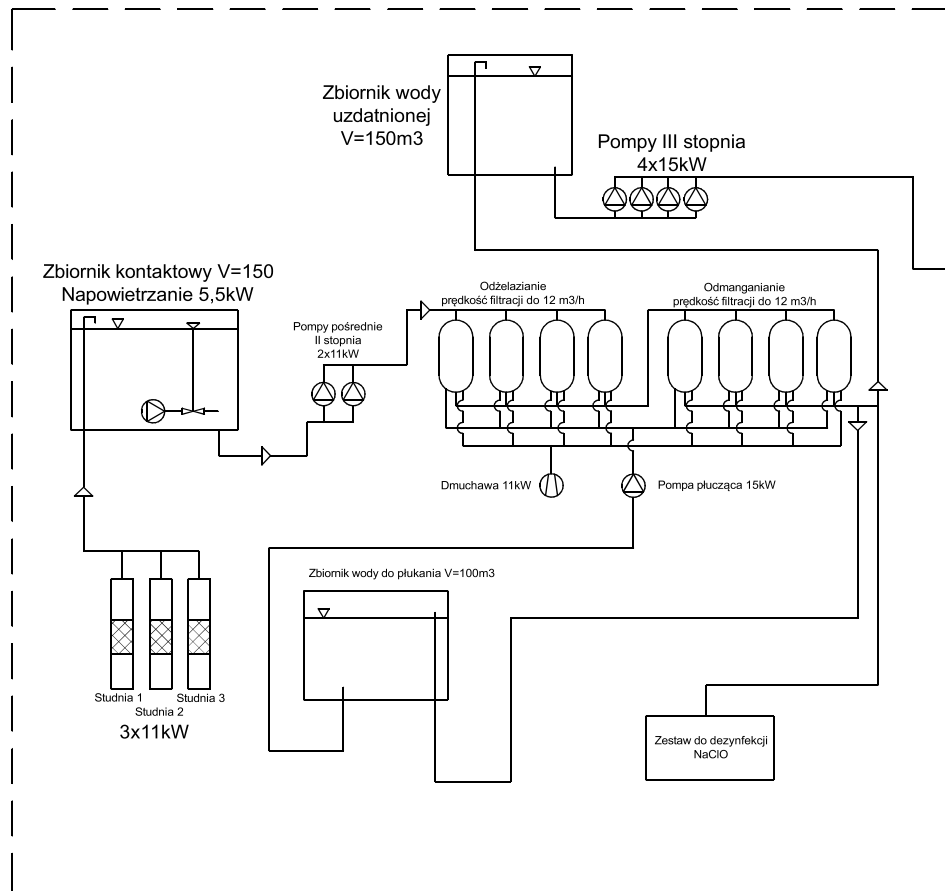 Zbiornik wody
uzdatnionej
V=150m3
Pompy III stopnia
4x15kW
Zbiornik kontaktowy V=150
Napowietrzanie 5,5kW
Pompy pośrednie
II stopnia
2x11kW
Odżelazianie
prędkość filtracji do 12 m3/h
Odmanganianie
prędkość filtracji do 12 m3/h
Dmuchawa 11kW
Pompa płucząca 15kW
Zbiornik wody do płukania V=100m3
Studnia 1
Studnia 2
Studnia 3
3x11kW
Zestaw do dezynfekcji
NaClO